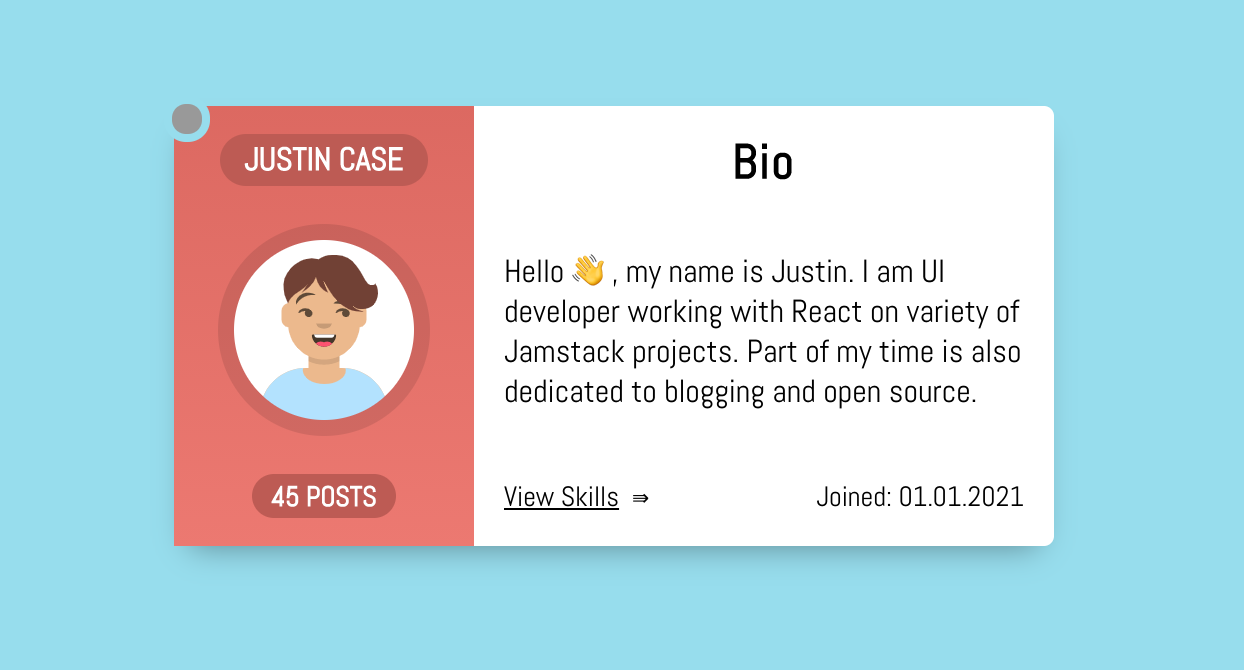 JUSTIN CASE
45 POSTS
Bio
Hello 👋 , my name is Justin. I am UI
developer working with React on variety of
Jamstack projects. Part of my time is also
dedicated to blogging and open source.
View Skills ⇛
Joined: 01.01.2021